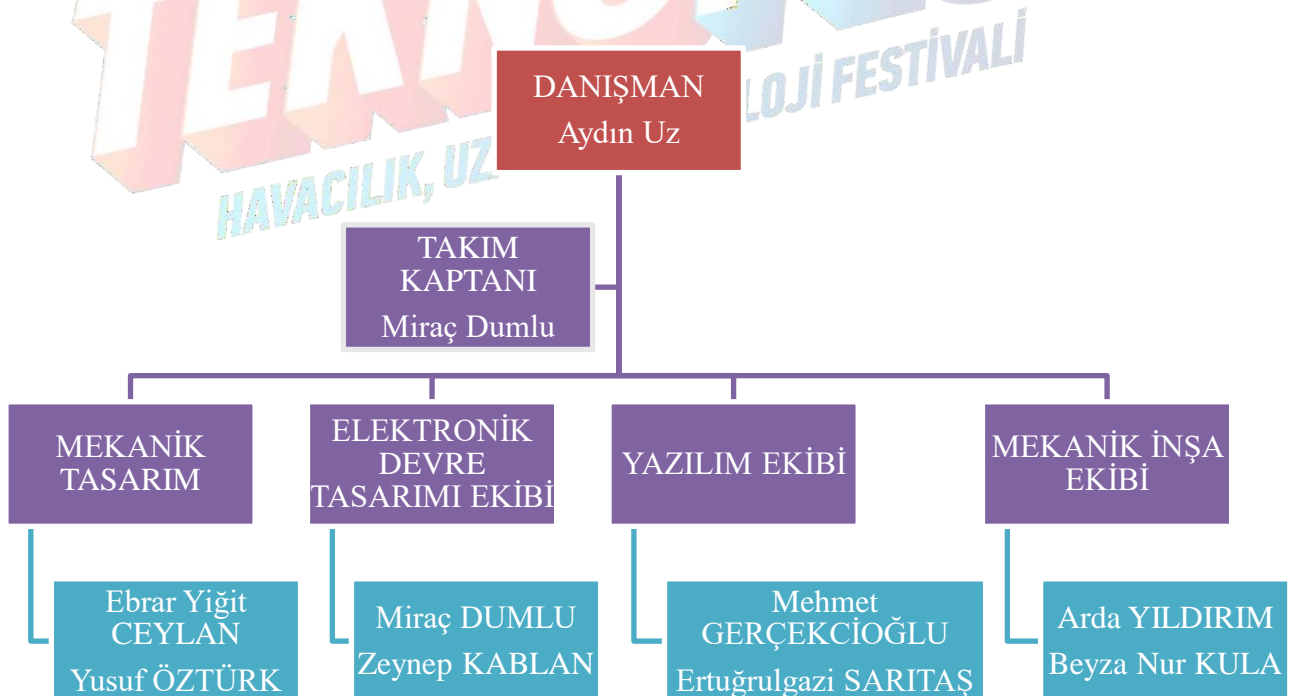 TEKNOFES
HAVACILIK, UZ
LOJİ FESTİVALİ
DANIŞMAN
Aydın Uz
TAKIM
KAPTANI
Miraç Dumlu
MEKANİK
TASARIM
ELEKTRONİK
DEVRE
TASARIMI EKİBİ
YAZILIM EKİBİ
MEKANİK İNŞA
EKİBİ
Ebrar Yiğit
CEYLAN
Yusuf ÖZTÜRK
Miraç DUMLU
Zeynep KABLAN
Mehmet
GERÇEKCİOĞLU
Ertuğrulgazi SARITAŞ
Arda YILDIRIM
Beyza Nur KULA